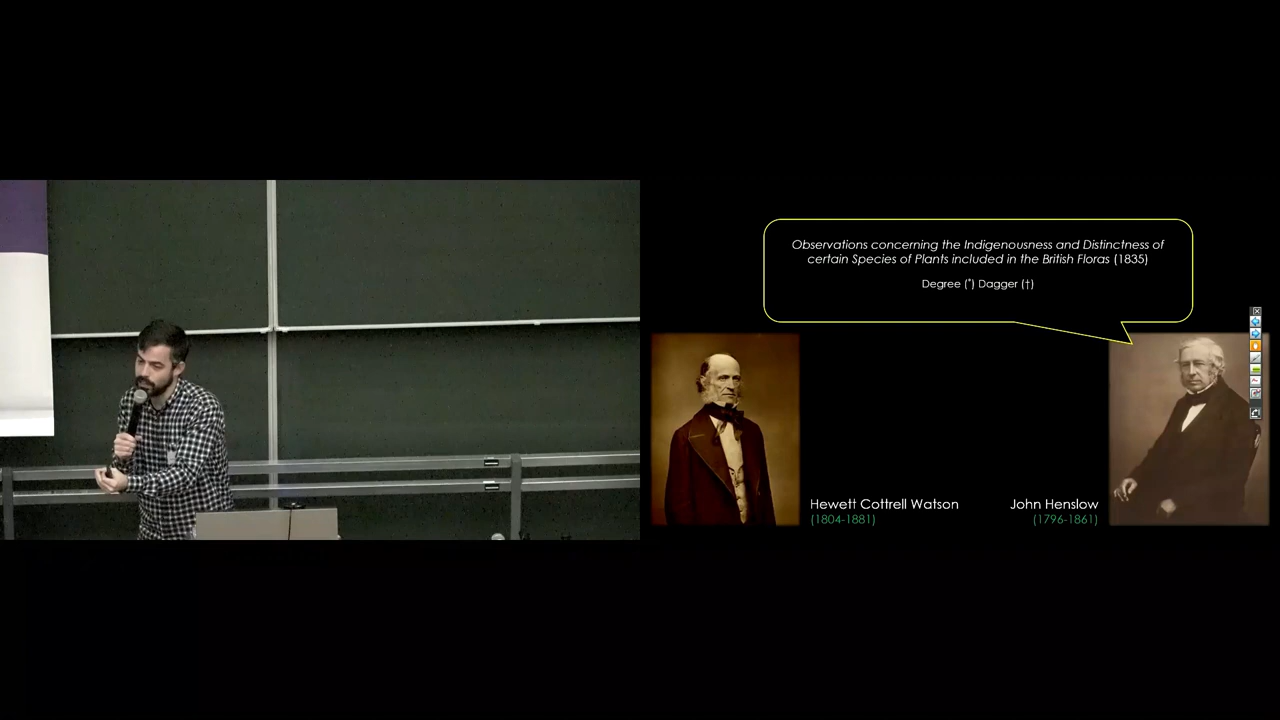 Observations concerning the Indigenousness and Distinctness of
certain Species of Plants included in the British Floras (1835)
Degree (°) Dagger (†)
Hewett Cottrell Watson
(1804-1881)
John Henslow
(1796-1861)